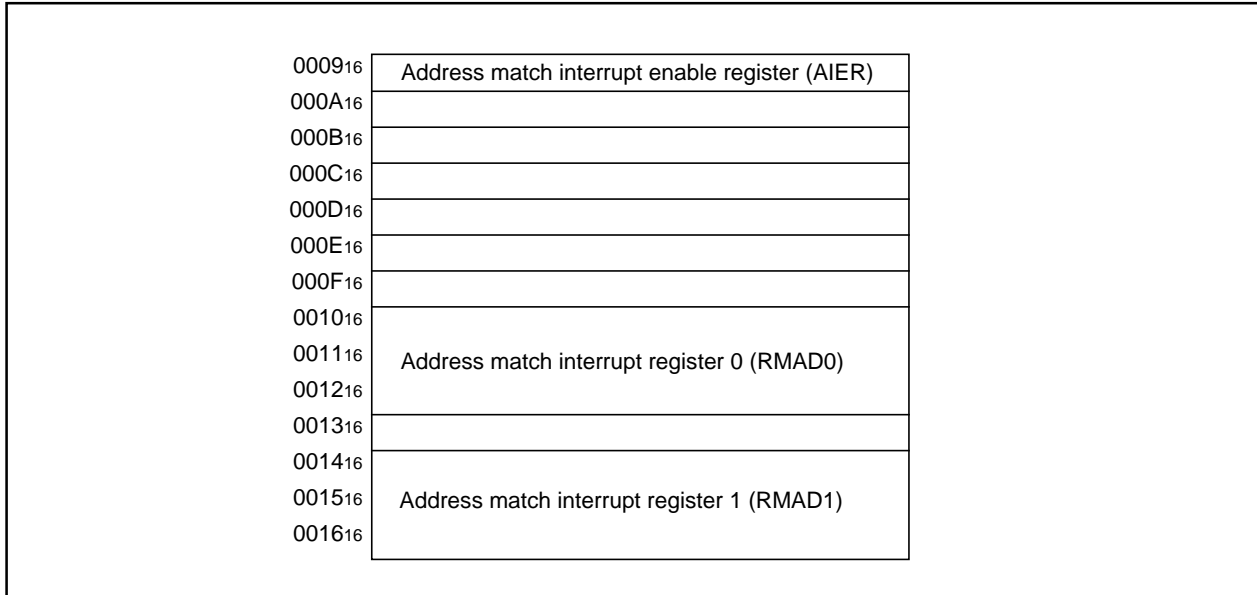 0009₁₆ Address match interrupt enable register (AIER)
000A₁₆
000B₁₆
000C₁₆
000D₁₆
000E₁₆
000F₁₆
0010₁₆
0011₁₆ Address match interrupt register 0 (RMAD0)
0012₁₆
0013₁₆
0014₁₆
0015₁₆ Address match interrupt register 1 (RMAD1)
0016₁₆